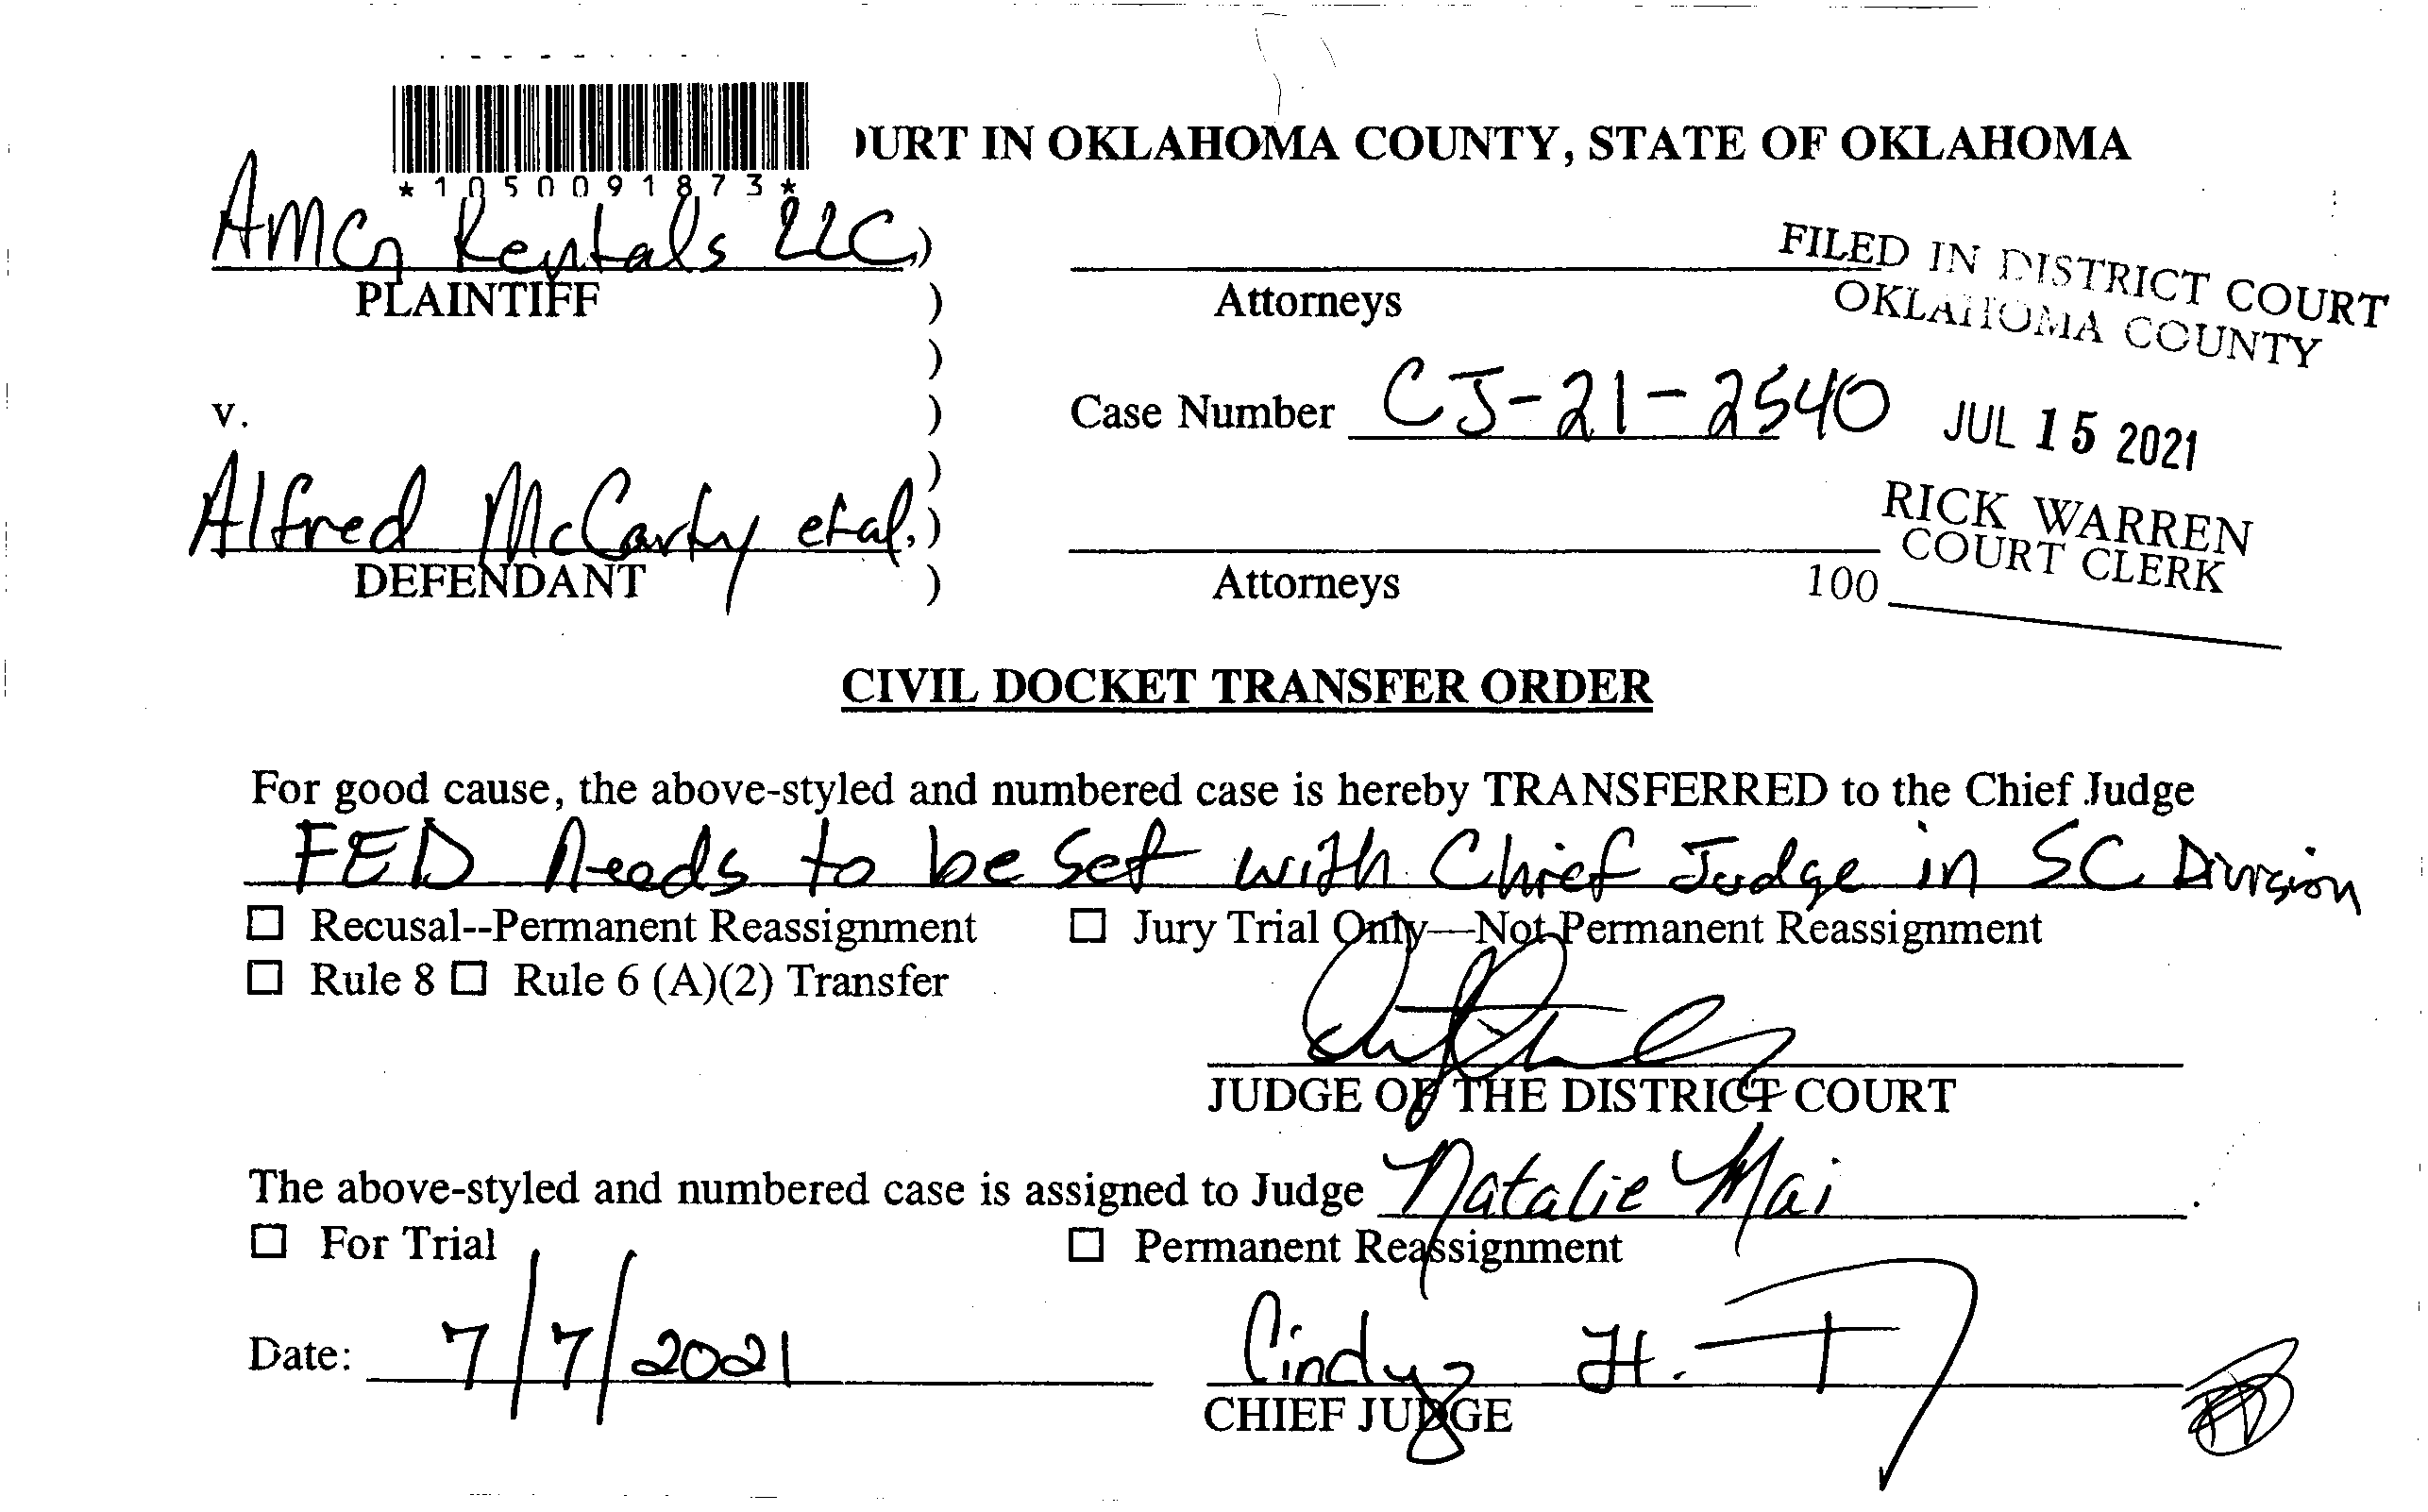 URT IN OKLAHOMA COUNTY, STATE OF OKLAHOMA
*1050091873*
AMG Rentals LLC,)
PLAINTIFF )
Attorneys
FILED IN DISTRICT COURT
OKLAHOMA COUNTY
)
v. )
Case Number CJ-21-2540
JUL 15 2021
)
Alfred McCarty et al. )
DEFENDANT )
Attorneys
RICK WARREN
COURT CLERK
100
CIVIL DOCKET TRANSFER ORDER
For good cause, the above-styled and numbered case is hereby TRANSFERRED to the Chief Judge
FED needs to be set with Chief Judge in SC Division
☐ Recusal--Permanent Reassignment ☐ Jury Trial Only—Not Permanent Reassignment
☐ Rule 8 ☐ Rule 6 (A)(2) Transfer
JUDGE OF THE DISTRICT COURT
The above-styled and numbered case is assigned to Judge Natalie Mai.
☐ For Trial ☐ Permanent Reassignment
Date: 7/7/2021
Cindy H. T
CHIEF JUDGE